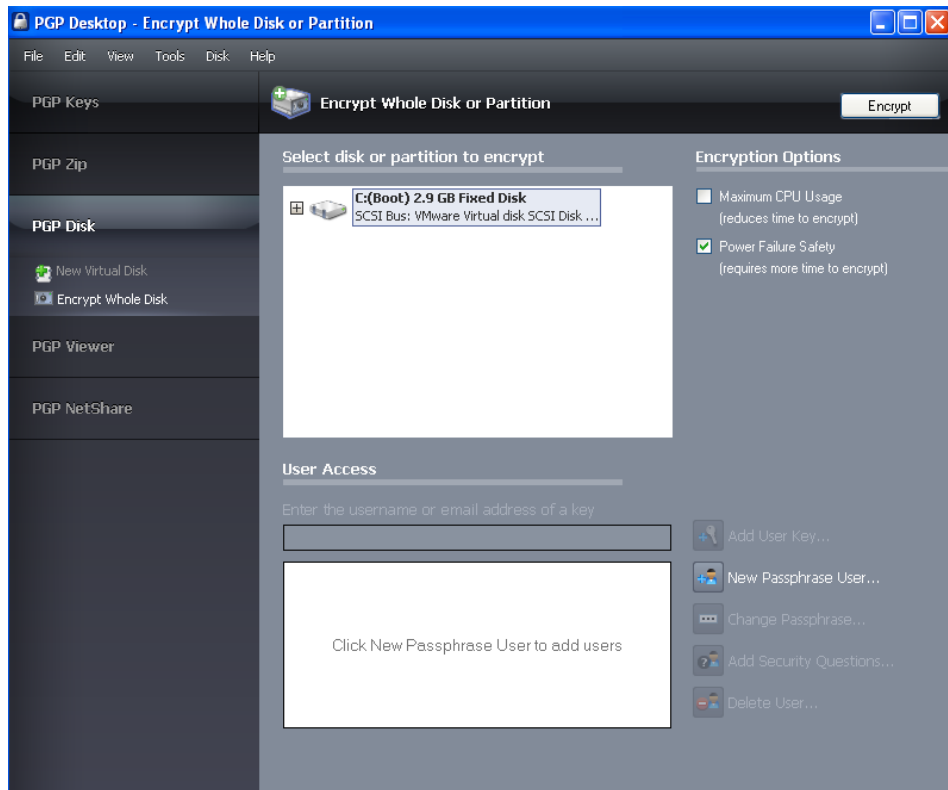 PGP Desktop - Encrypt Whole Disk or Partition
File Edit View Tools Disk Help
PGP Keys
Encrypt Whole Disk or Partition
Encrypt
PGP Zip
Select disk or partition to encrypt
Encryption Options
C:(Boot) 2.9 GB Fixed Disk
SCSI Bus: VMware Virtual disk SCSI Disk ...
Maximum CPU Usage
(reduces time to encrypt)
PGP Disk
Power Failure Safety
(requires more time to encrypt)
New Virtual Disk
Encrypt Whole Disk
PGP Viewer
PGP NetShare
User Access
Enter the username or email address of a key
Add User Key...
New Passphrase User...
Change Passphrase...
Click New Passphrase User to add users
Add Security Questions...
Delete User...